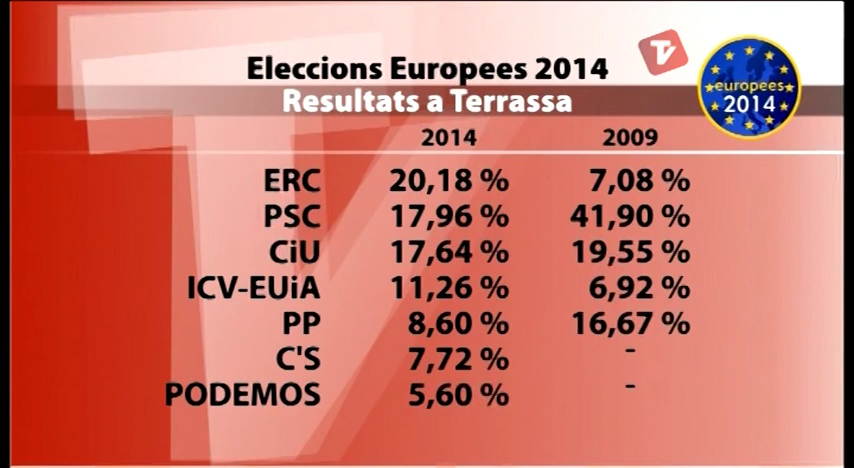 Eleccions Europees 2014
TV
europees
2014
Resultats a Terrassa
2014 2009
ERC 20,18 % 7,08 %
PSC 17,96 % 41,90 %
CiU 17,64 % 19,55 %
ICV-EUiA 11,26 % 6,92 %
PP 8,60 % 16,67 %
C'S 7,72 % -
PODEMOS 5,60 % -